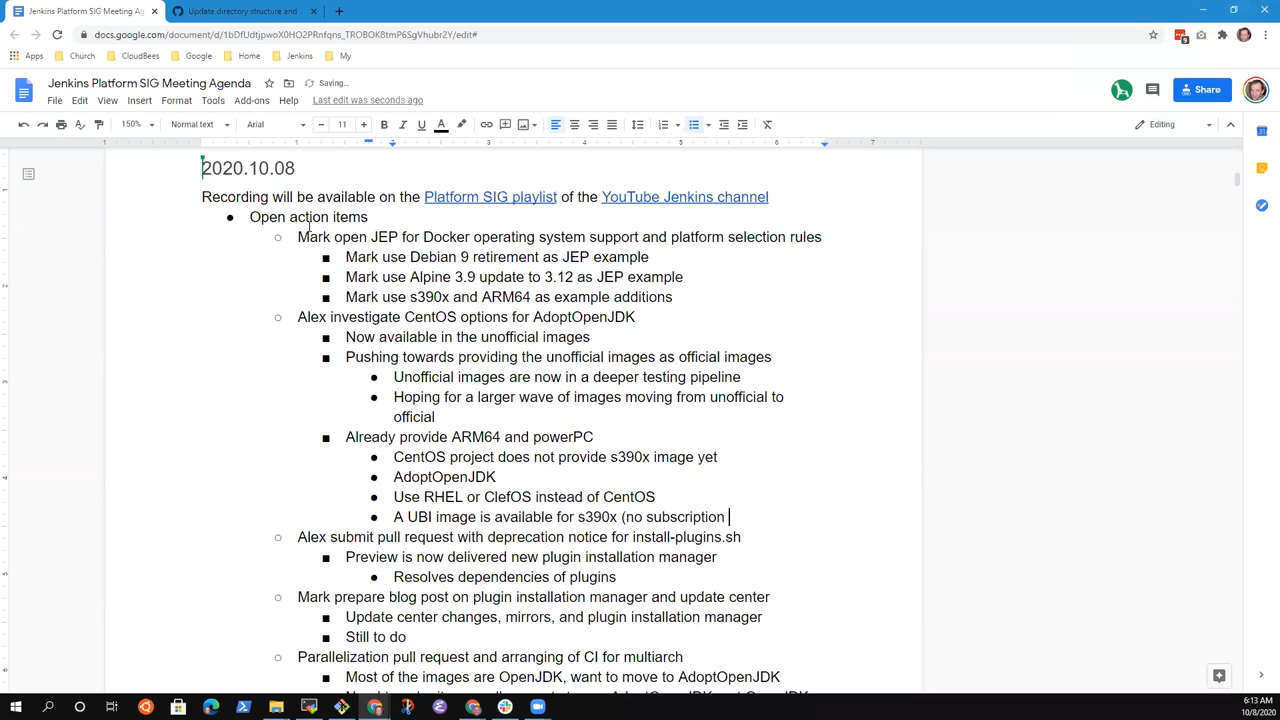 Jenkins Platform SIG Meeting Ag
Update directory structure and
docs.google.com/document/d/1bDfUdtjpwoX0HO2PRnfqns_TROBOK8tmP6SgVhubr2Y/edit#
Apps Church CloudBees Google Home Jenkins My
Jenkins Platform SIG Meeting Agenda Saving...
File Edit View Insert Format Tools Add-ons Help Last edit was seconds ago
Share
150% Normal text Arial 11 Editing
1 1 2 3 4 5 6 7
2020.10.08
Recording will be available on the Platform SIG playlist of the YouTube Jenkins channel
● Open action items
○ Mark open JEP for Docker operating system support and platform selection rules
■ Mark use Debian 9 retirement as JEP example
■ Mark use Alpine 3.9 update to 3.12 as JEP example
■ Mark use s390x and ARM64 as example additions
○ Alex investigate CentOS options for AdoptOpenJDK
■ Now available in the unofficial images
■ Pushing towards providing the unofficial images as official images
● Unofficial images are now in a deeper testing pipeline
● Hoping for a larger wave of images moving from unofficial to
official
■ Already provide ARM64 and powerPC
● CentOS project does not provide s390x image yet
● AdoptOpenJDK
● Use RHEL or ClefOS instead of CentOS
● A UBI image is available for s390x (no subscription
○ Alex submit pull request with deprecation notice for install-plugins.sh
■ Preview is now delivered new plugin installation manager
● Resolves dependencies of plugins
○ Mark prepare blog post on plugin installation manager and update center
■ Update center changes, mirrors, and plugin installation manager
■ Still to do
○ Parallelization pull request and arranging of CI for multiarch
■ Most of the images are OpenJDK, want to move to AdoptOpenJDK
6:13 AM
10/8/2020